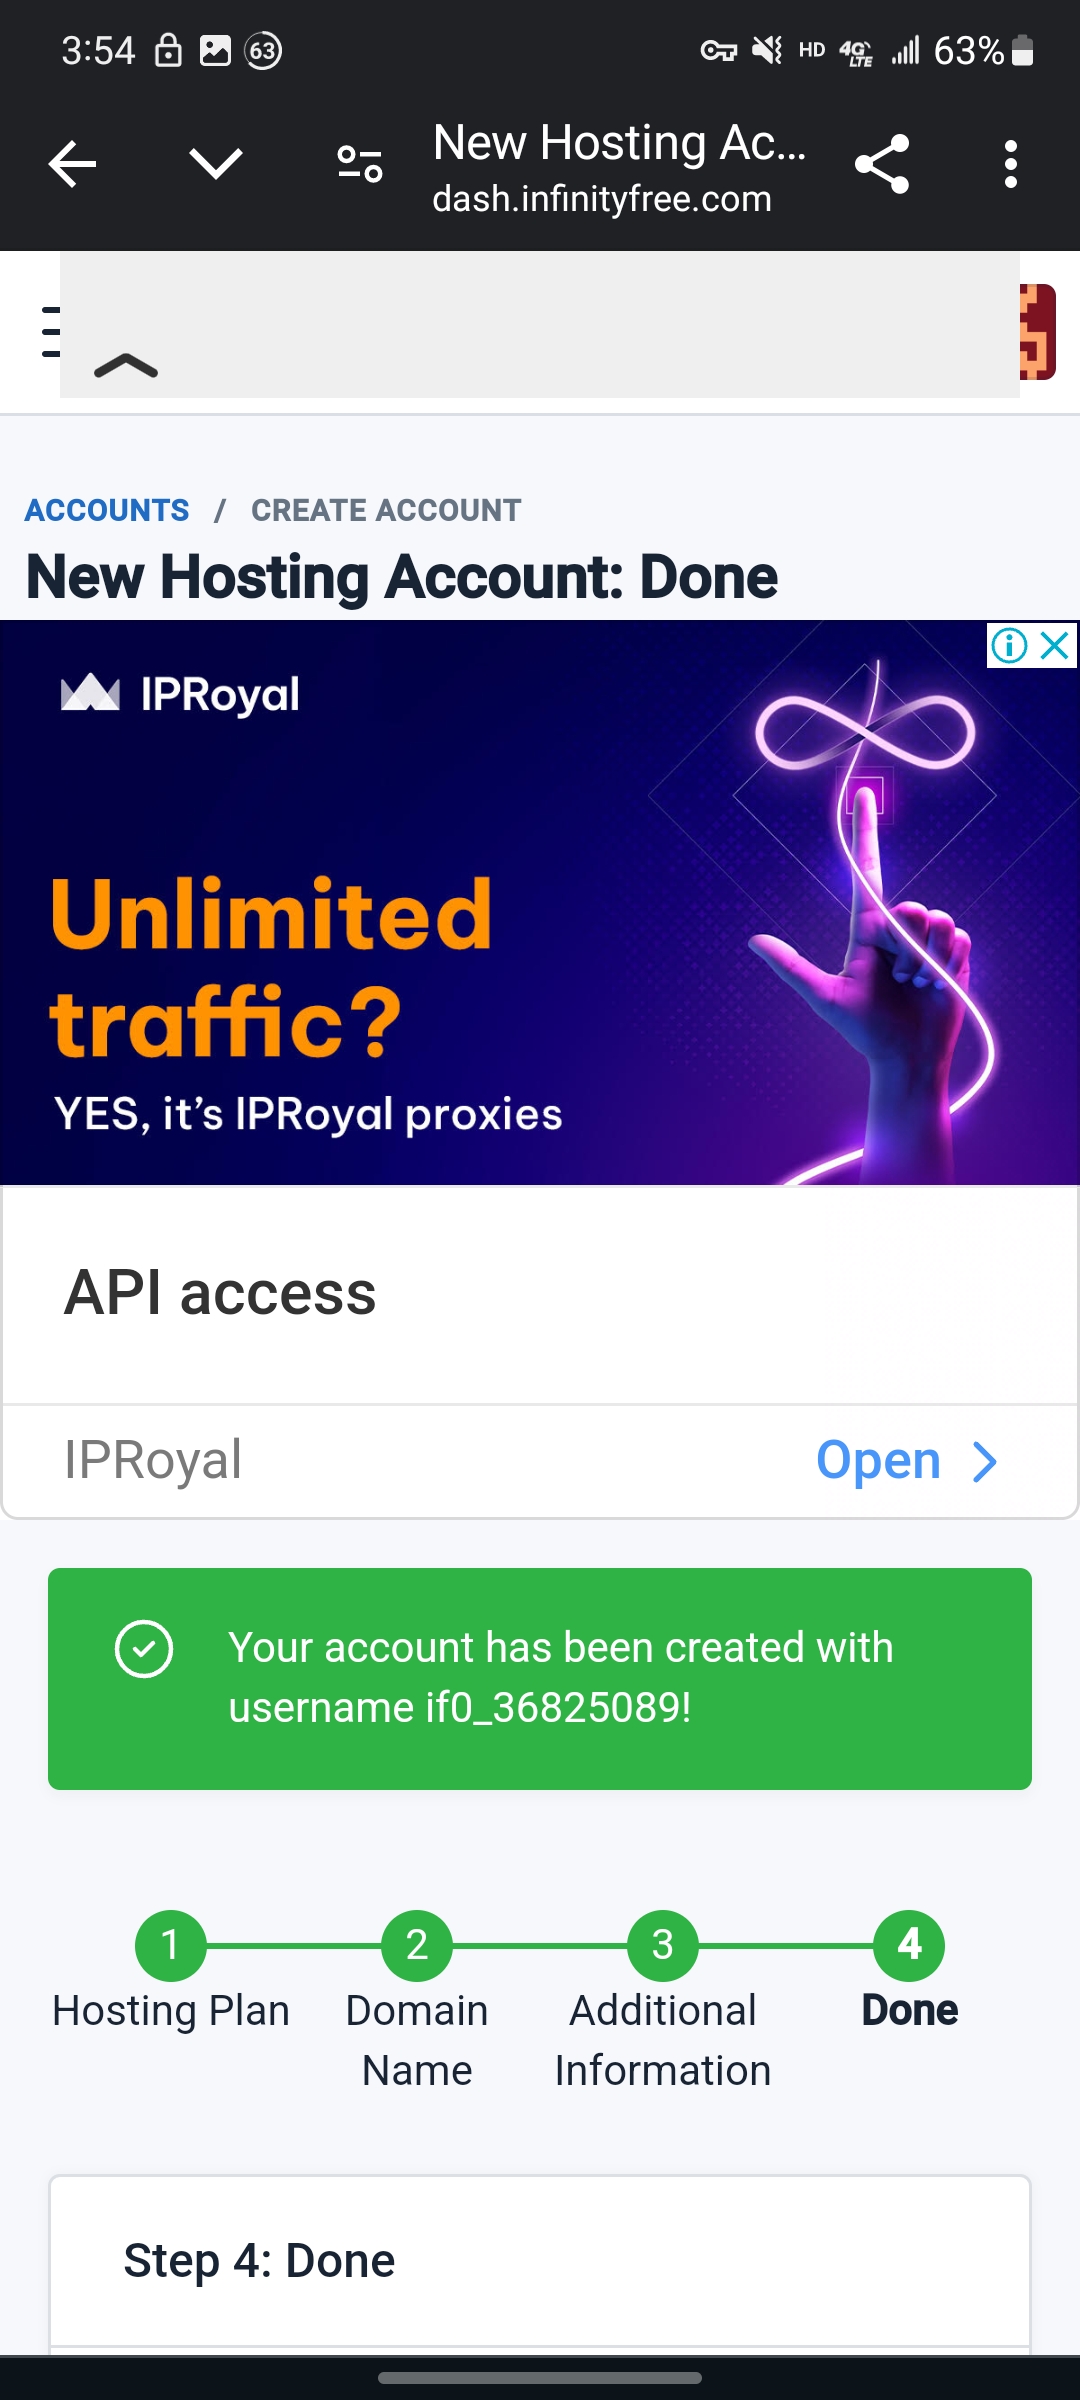 3:54 63 HD 4G LTE 63%
New Hosting Ac...
dash.infinityfree.com
ACCOUNTS / CREATE ACCOUNT
New Hosting Account: Done
IPRoyal
Unlimited
traffic?
YES, it's IPRoyal proxies
API access
IPRoyal Open
Your account has been created with
username if0_36825089!
1 2 3 4
Hosting Plan Domain Additional Done
Name Information
Step 4: Done